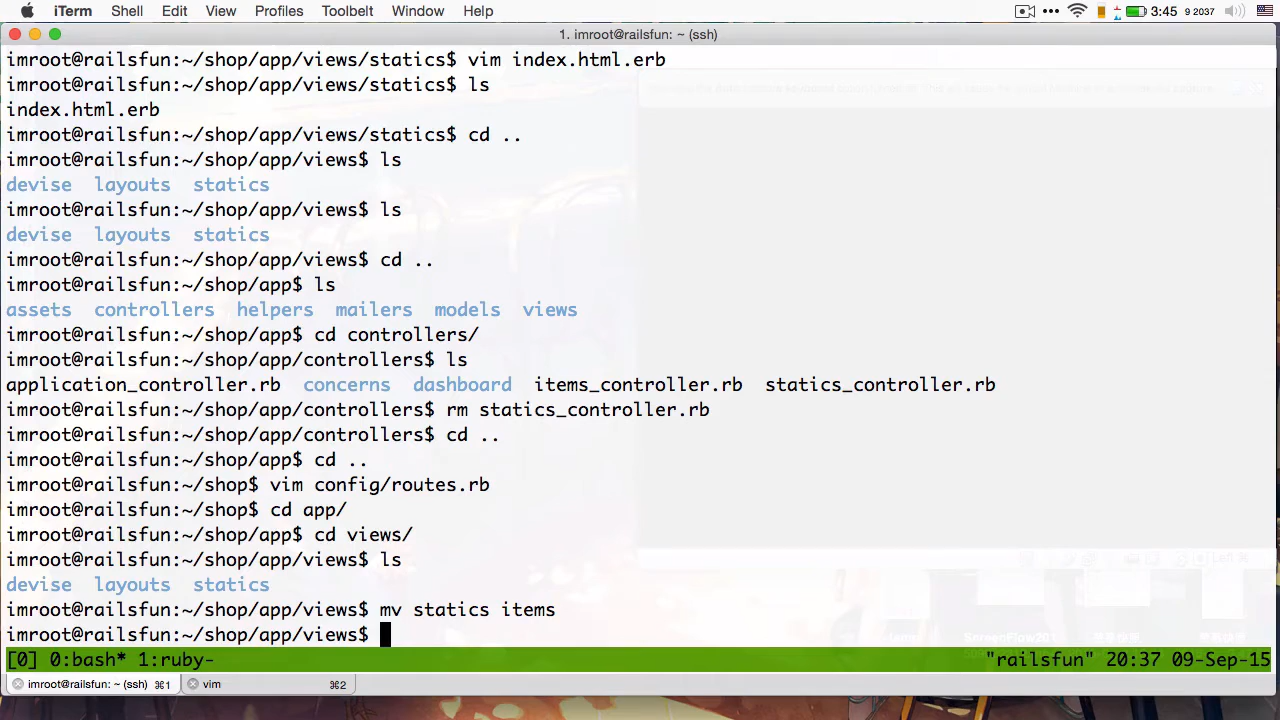 iTerm Shell Edit View Profiles Toolbelt Window Help 3:45 9 2037
1. imroot@railsfun: ~ (ssh)
imroot@railsfun:~/shop/app/views/statics$ vim index.html.erb
imroot@railsfun:~/shop/app/views/statics$ ls
index.html.erb
imroot@railsfun:~/shop/app/views/statics$ cd ..
imroot@railsfun:~/shop/app/views$ ls
devise layouts statics
imroot@railsfun:~/shop/app/views$ ls
devise layouts statics
imroot@railsfun:~/shop/app/views$ cd ..
imroot@railsfun:~/shop/app$ ls
assets controllers helpers mailers models views
imroot@railsfun:~/shop/app$ cd controllers/
imroot@railsfun:~/shop/app/controllers$ ls
application_controller.rb concerns dashboard items_controller.rb statics_controller.rb
imroot@railsfun:~/shop/app/controllers$ rm statics_controller.rb
imroot@railsfun:~/shop/app/controllers$ cd ..
imroot@railsfun:~/shop/app$ cd ..
imroot@railsfun:~/shop$ vim config/routes.rb
imroot@railsfun:~/shop$ cd app/
imroot@railsfun:~/shop/app$ cd views/
imroot@railsfun:~/shop/app/views$ ls
devise layouts statics
imroot@railsfun:~/shop/app/views$ mv statics items
imroot@railsfun:~/shop/app/views$
[0] 0:bash* 1:ruby- "railsfun" 20:37 09-Sep-15
imroot@railsfun: ~ (ssh) ⌘1 vim ⌘2